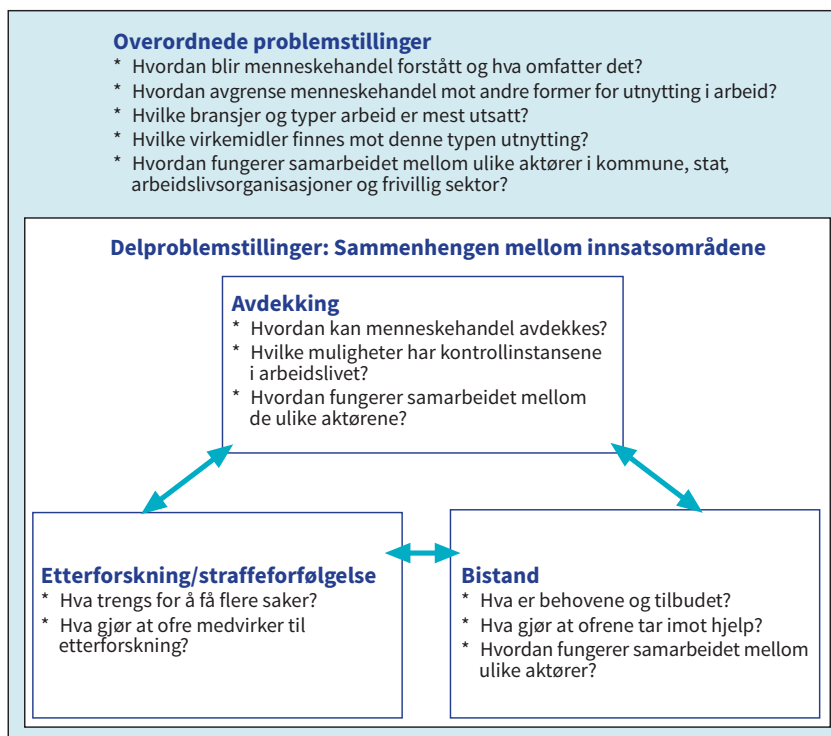 Overordnede problemstillinger
* Hvordan blir menneskehandel forstått og hva omfatter det?
* Hvordan avgrense menneskehandel mot andre former for utnytting i arbeid?
* Hvilke bransjer og typer arbeid er mest utsatt?
* Hvilke virkemidler finnes mot denne typen utnytting?
* Hvordan fungerer samarbeidet mellom ulike aktører i kommune, stat,
arbeidslivsorganisasjoner og frivillig sektor?
Delproblemstillinger: Sammenhengen mellom innsatsområdene
Avdekking
* Hvordan kan menneskehandel avdekkes?
* Hvilke muligheter har kontrollinstansene
i arbeidslivet?
* Hvordan fungerer samarbeidet mellom
de ulike aktørene?
Etterforskning/straffeforfølgelse
* Hva trengs for å få flere saker?
* Hva gjør at ofre medvirker til
etterforskning?
Bistand
* Hva er behovene og tilbudet?
* Hva gjør at ofrene tar imot hjelp?
* Hvordan fungerer samarbeidet mellom
ulike aktører?